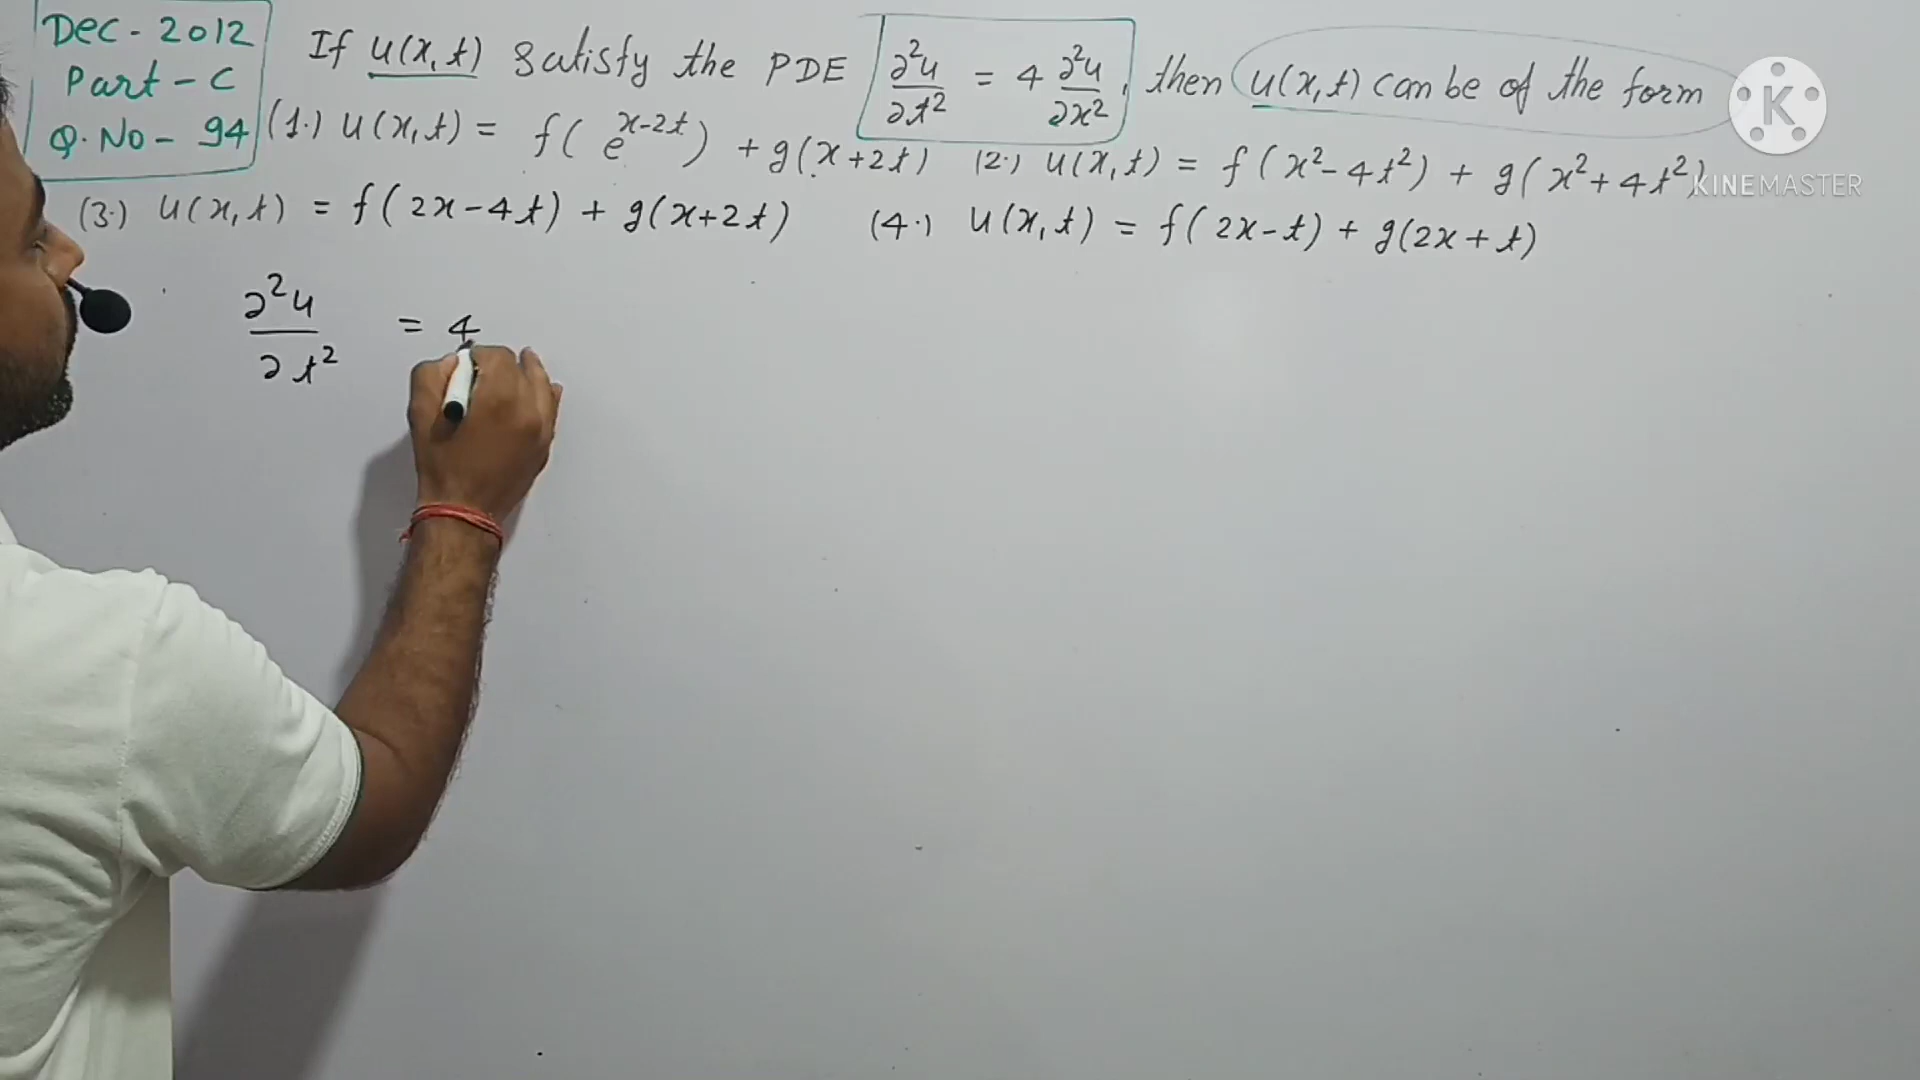 Dec - 2012
Part - C
Q. No - 94
If u(x,t) satisfy the PDE ∂²u/∂t² = 4 ∂²u/∂x², then u(x,t) can be of the form
(1.) u(x,t) = f(e^(x-2t)) + g(x+2t) (2.) u(x,t) = f(x²-4t²) + g(x²+4t²)
(3.) u(x,t) = f(2x-4t) + g(x+2t) (4.) u(x,t) = f(2x-t) + g(2x+t)
∂²u/∂t² = 4
K
KINEMASTER